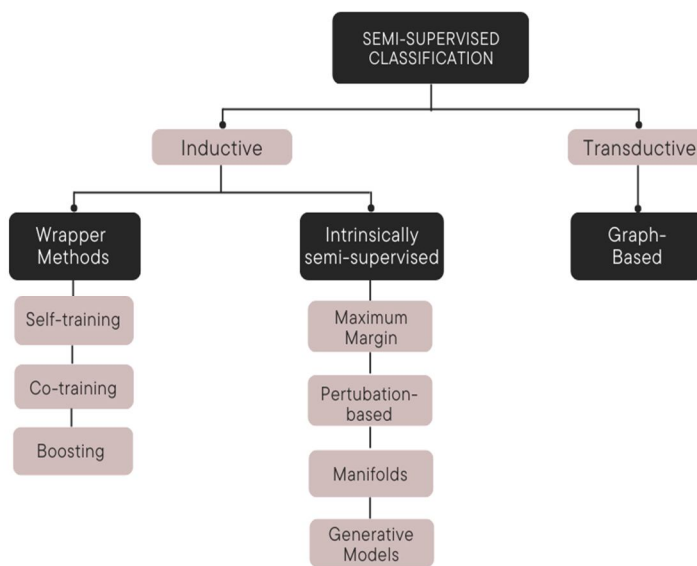 SEMI-SUPERVISED
CLASSIFICATION
Inductive
Transductive
Wrapper
Methods
Intrinsically
semi-supervised
Graph-
Based
Self-training
Co-training
Boosting
Maximum
Margin
Pertubation-
based
Manifolds
Generative
Models